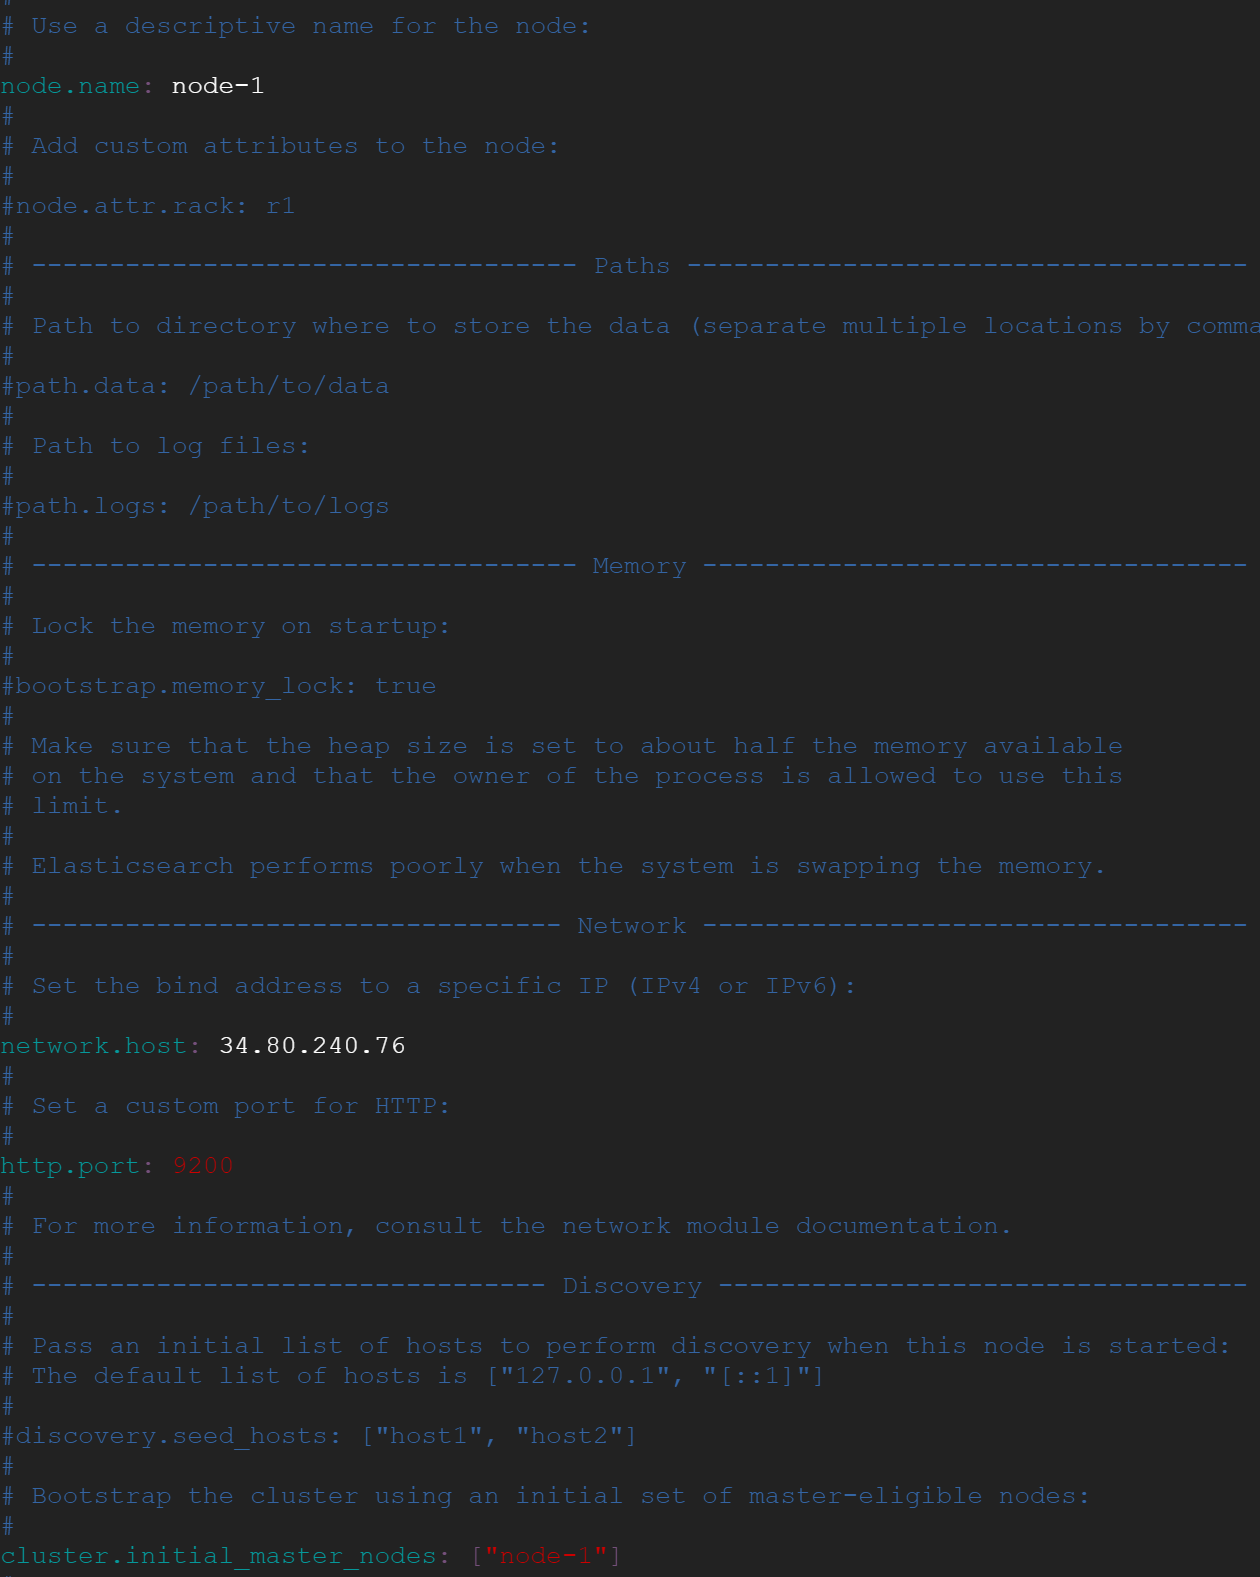 #
# Use a descriptive name for the node:
#
node.name: node-1
#
# Add custom attributes to the node:
#
#node.attr.rack: r1
#
# ----------------------------------- Paths ------------------------------------
#
# Path to directory where to store the data (separate multiple locations by comma
#
#path.data: /path/to/data
#
# Path to log files:
#
#path.logs: /path/to/logs
#
# ----------------------------------- Memory -----------------------------------
#
# Lock the memory on startup:
#
#bootstrap.memory_lock: true
#
# Make sure that the heap size is set to about half the memory available
# on the system and that the owner of the process is allowed to use this
# limit.
#
# Elasticsearch performs poorly when the system is swapping the memory.
#
# ---------------------------------- Network -----------------------------------
#
# Set the bind address to a specific IP (IPv4 or IPv6):
#
network.host: 34.80.240.76
#
# Set a custom port for HTTP:
#
http.port: 9200
#
# For more information, consult the network module documentation.
#
# --------------------------------- Discovery ----------------------------------
#
# Pass an initial list of hosts to perform discovery when this node is started:
# The default list of hosts is ["127.0.0.1", "[::1]"]
#
#discovery.seed_hosts: ["host1", "host2"]
#
# Bootstrap the cluster using an initial set of master-eligible nodes:
#
cluster.initial_master_nodes: ["node-1"]